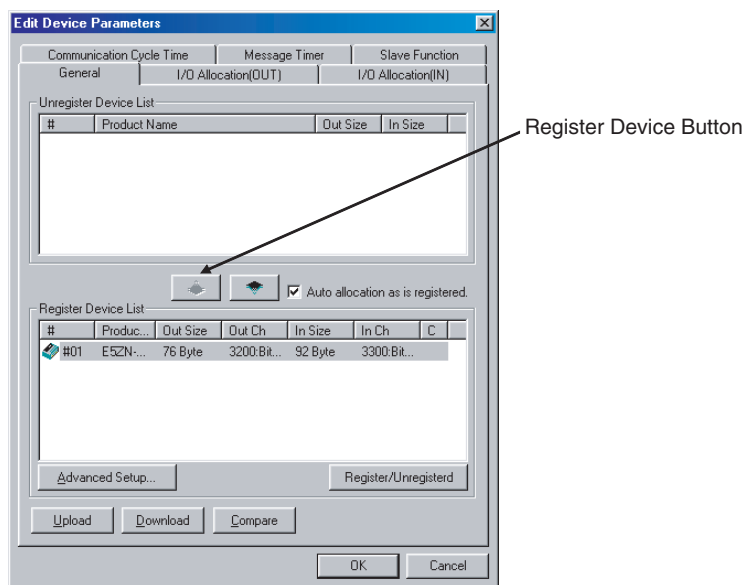 Edit Device Parameters
Communication Cycle Time Message Timer Slave Function
General I/O Allocation(OUT) I/O Allocation(IN)
Unregister Device List
# Product Name Out Size In Size
Register Device Button
Auto allocation as is registered.
Register Device List
# Produc... Out Size Out Ch In Size In Ch C
#01 E5ZN-... 76 Byte 3200:Bit... 92 Byte 3300:Bit...
Advanced Setup... Register/Unregisterd
Upload Download Compare
OK Cancel